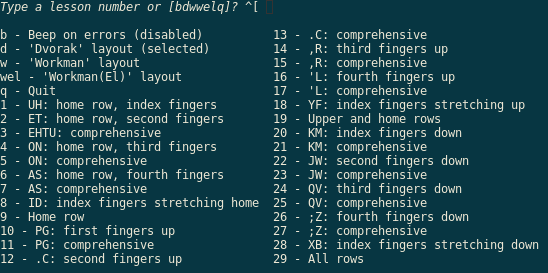 Type a lesson number or [bdwwelq]? ^[
b - Beep on errors (disabled)
d - 'Dvorak' layout (selected)
w - 'Workman' layout
wel - 'Workman(El)' layout
q - Quit
1 - UH: home row, index fingers
2 - ET: home row, second fingers
3 - EHTU: comprehensive
4 - ON: home row, third fingers
5 - ON: comprehensive
6 - AS: home row, fourth fingers
7 - AS: comprehensive
8 - ID: index fingers stretching home
9 - Home row
10 - PG: first fingers up
11 - PG: comprehensive
12 - .C: second fingers up
13 - .C: comprehensive
14 - ,R: third fingers up
15 - ,R: comprehensive
16 - 'L: fourth fingers up
17 - 'L: comprehensive
18 - YF: index fingers stretching up
19 - Upper and home rows
20 - KM: index fingers down
21 - KM: comprehensive
22 - JW: second fingers down
23 - JW: comprehensive
24 - QV: third fingers down
25 - QV: comprehensive
26 - ;Z: fourth fingers down
27 - ;Z: comprehensive
28 - XB: index fingers stretching down
29 - All rows